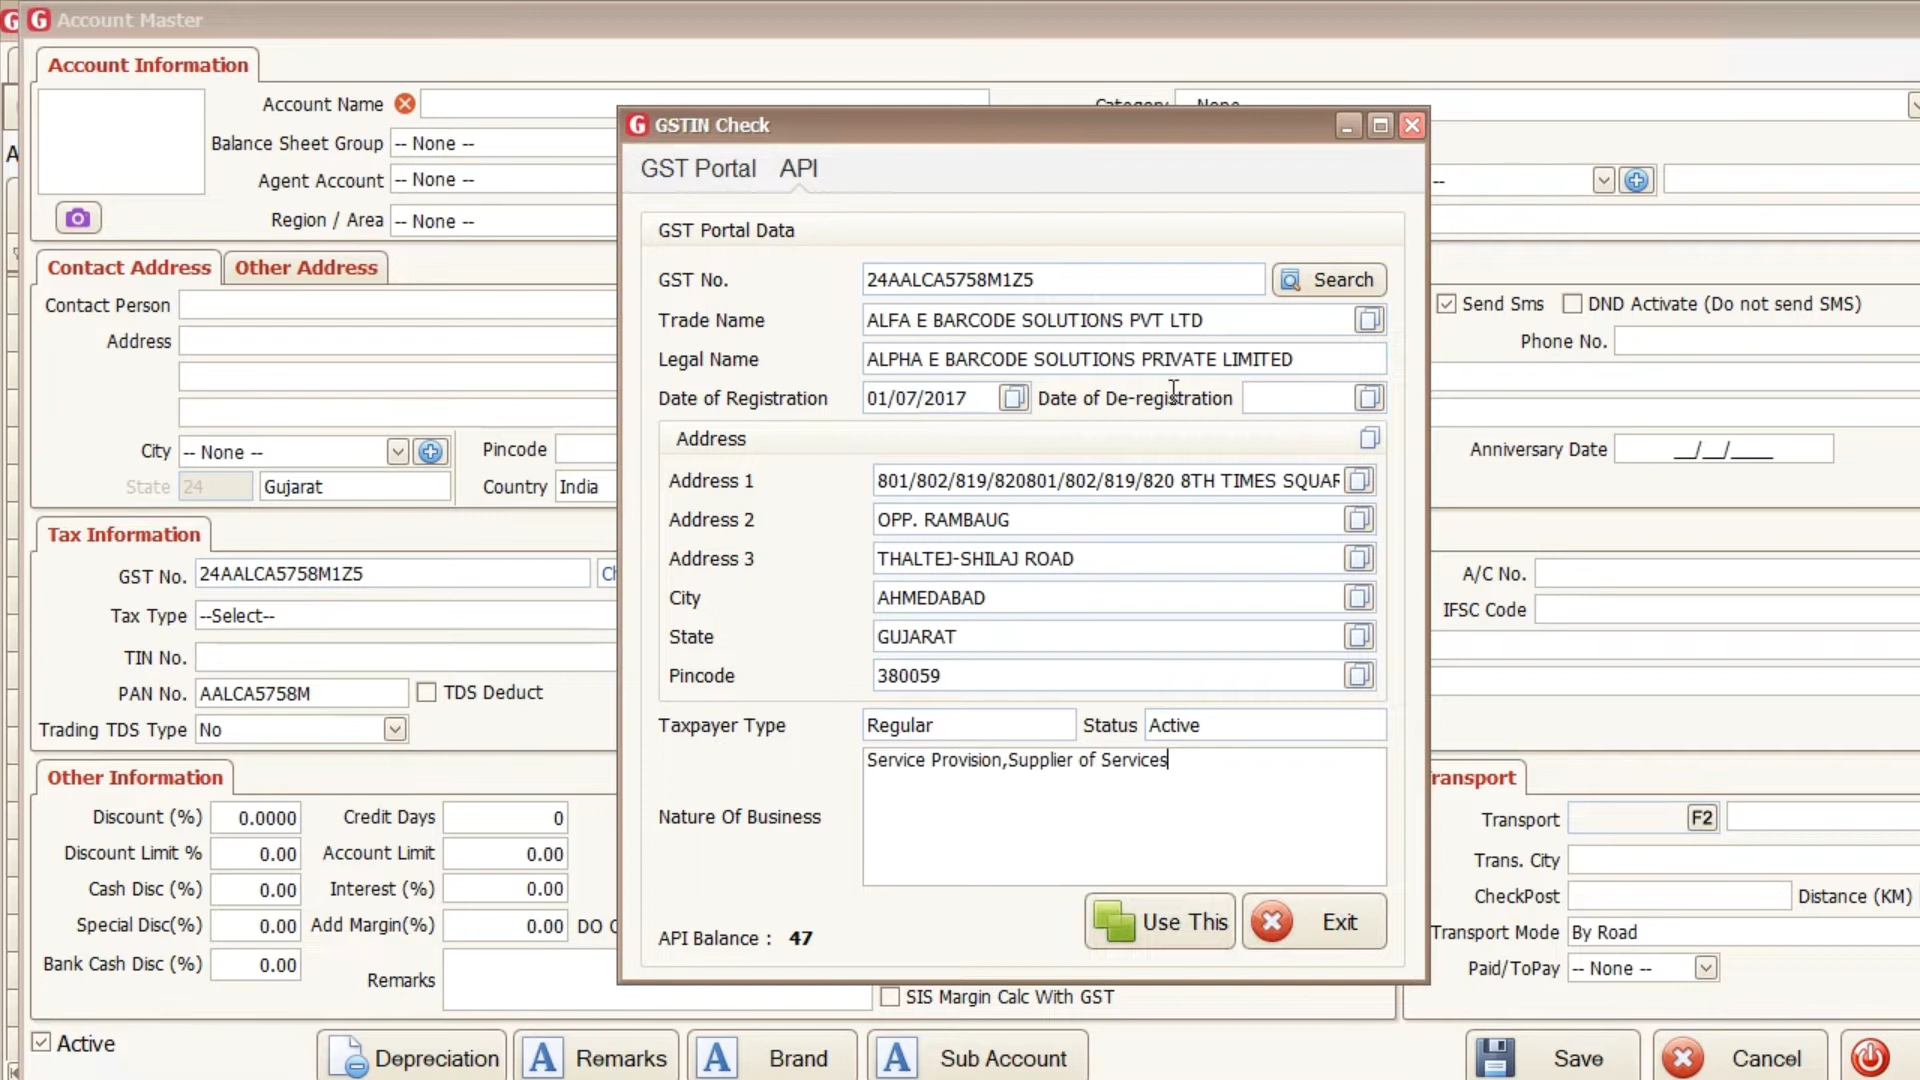 G Account Master
Account Information
Account Name
Category -- None --
Balance Sheet Group -- None --
Agent Account -- None --
Region / Area -- None --
Contact Address Other Address
Contact Person
Address
City -- None -- Pincode
State 24 Gujarat Country India
Send Sms DND Activate (Do not send SMS)
Phone No.
Anniversary Date __/__/____
Tax Information
GST No. 24AALCA5758M1Z5
Tax Type --Select--
TIN No.
PAN No. AALCA5758M TDS Deduct
Trading TDS Type No
A/C No.
IFSC Code
Other Information
Discount (%) 0.0000 Credit Days 0
Discount Limit % 0.00 Account Limit 0.00
Cash Disc (%) 0.00 Interest (%) 0.00
Special Disc(%) 0.00 Add Margin(%) 0.00 DO
Bank Cash Disc (%) 0.00
Remarks
SIS Margin Calc With GST
Transport F2
Trans. City
CheckPost Distance (KM)
Transport Mode By Road
Paid/ToPay -- None --
G GSTIN Check
GST Portal API
GST Portal Data
GST No. 24AALCA5758M1Z5 Search
Trade Name ALFA E BARCODE SOLUTIONS PVT LTD
Legal Name ALPHA E BARCODE SOLUTIONS PRIVATE LIMITED
Date of Registration 01/07/2017 Date of De-registration
Address
Address 1 801/802/819/820801/802/819/820 8TH TIMES SQUAR
Address 2 OPP. RAMBAUG
Address 3 THALTEJ-SHILAJ ROAD
City AHMEDABAD
State GUJARAT
Pincode 380059
Taxpayer Type Regular Status Active
Nature Of Business Service Provision,Supplier of Services
API Balance : 47 Use This Exit
Active Depreciation A Remarks A Brand A Sub Account Save Cancel